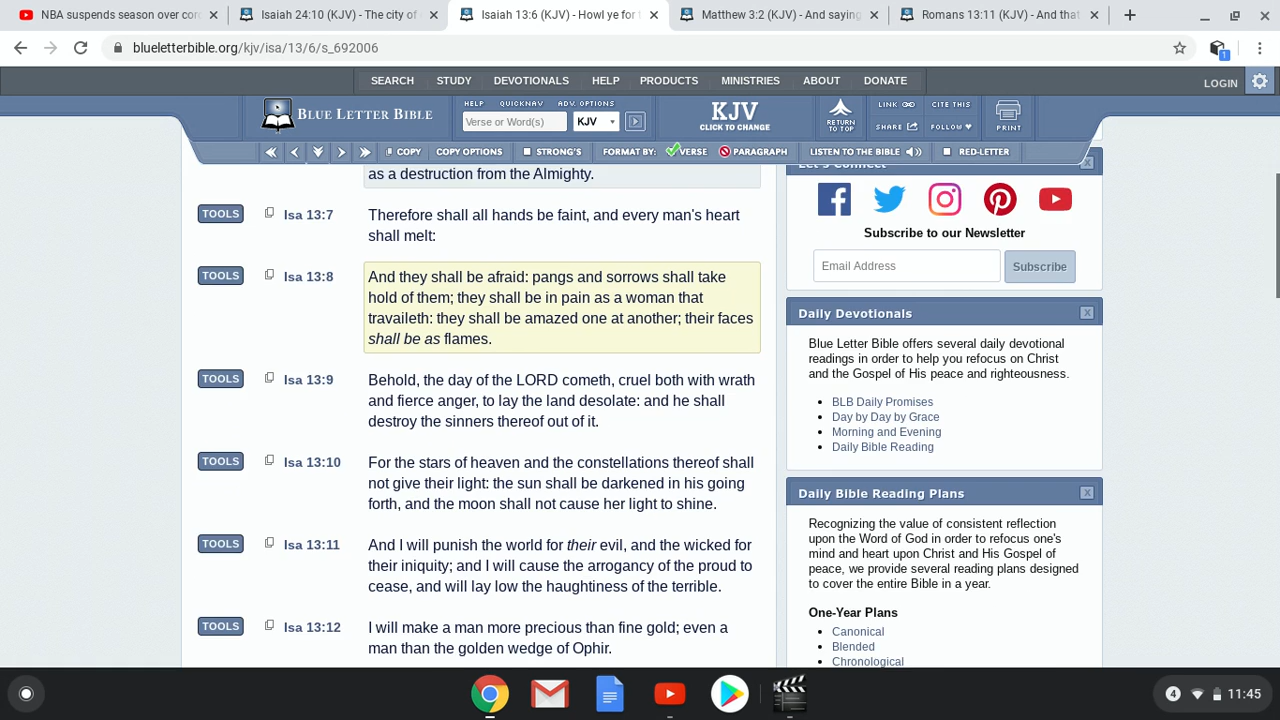 NBA suspends season over cor
Isaiah 24:10 (KJV) - The city of
Isaiah 13:6 (KJV) - Howl ye for t
Matthew 3:2 (KJV) - And saying
Romans 13:11 (KJV) - And that
blueletterbible.org/kjv/isa/13/6/s_692006
1
SEARCH STUDY DEVOTIONALS HELP PRODUCTS MINISTRIES ABOUT DONATE
LOGIN
BLUE LETTER BIBLE
HELP QUICKNAV ADV. OPTIONS
Verse or Word(s) KJV
KJV
CLICK TO CHANGE
RETURN
TO TOP
LINK CITE THIS
SHARE FOLLOW
PRINT
COPY COPY OPTIONS STRONG'S FORMAT BY: VERSE PARAGRAPH LISTEN TO THE BIBLE RED-LETTER
as a destruction from the Almighty.
TOOLS Isa 13:7 Therefore shall all hands be faint, and every man's heart
shall melt:
TOOLS Isa 13:8 And they shall be afraid: pangs and sorrows shall take
hold of them; they shall be in pain as a woman that
travaileth: they shall be amazed one at another; their faces
shall be as flames.
TOOLS Isa 13:9 Behold, the day of the LORD cometh, cruel both with wrath
and fierce anger, to lay the land desolate: and he shall
destroy the sinners thereof out of it.
TOOLS Isa 13:10 For the stars of heaven and the constellations thereof shall
not give their light: the sun shall be darkened in his going
forth, and the moon shall not cause her light to shine.
TOOLS Isa 13:11 And I will punish the world for their evil, and the wicked for
their iniquity; and I will cause the arrogancy of the proud to
cease, and will lay low the haughtiness of the terrible.
TOOLS Isa 13:12 I will make a man more precious than fine gold; even a
man than the golden wedge of Ophir.
Let's Connect
Subscribe to our Newsletter
Email Address Subscribe
Daily Devotionals
Blue Letter Bible offers several daily devotional
readings in order to help you refocus on Christ
and the Gospel of His peace and righteousness.
BLB Daily Promises
Day by Day by Grace
Morning and Evening
Daily Bible Reading
Daily Bible Reading Plans
Recognizing the value of consistent reflection
upon the Word of God in order to refocus one's
mind and heart upon Christ and His Gospel of
peace, we provide several reading plans designed
to cover the entire Bible in a year.
One-Year Plans
Canonical
Blended
Chronological
4 11:45